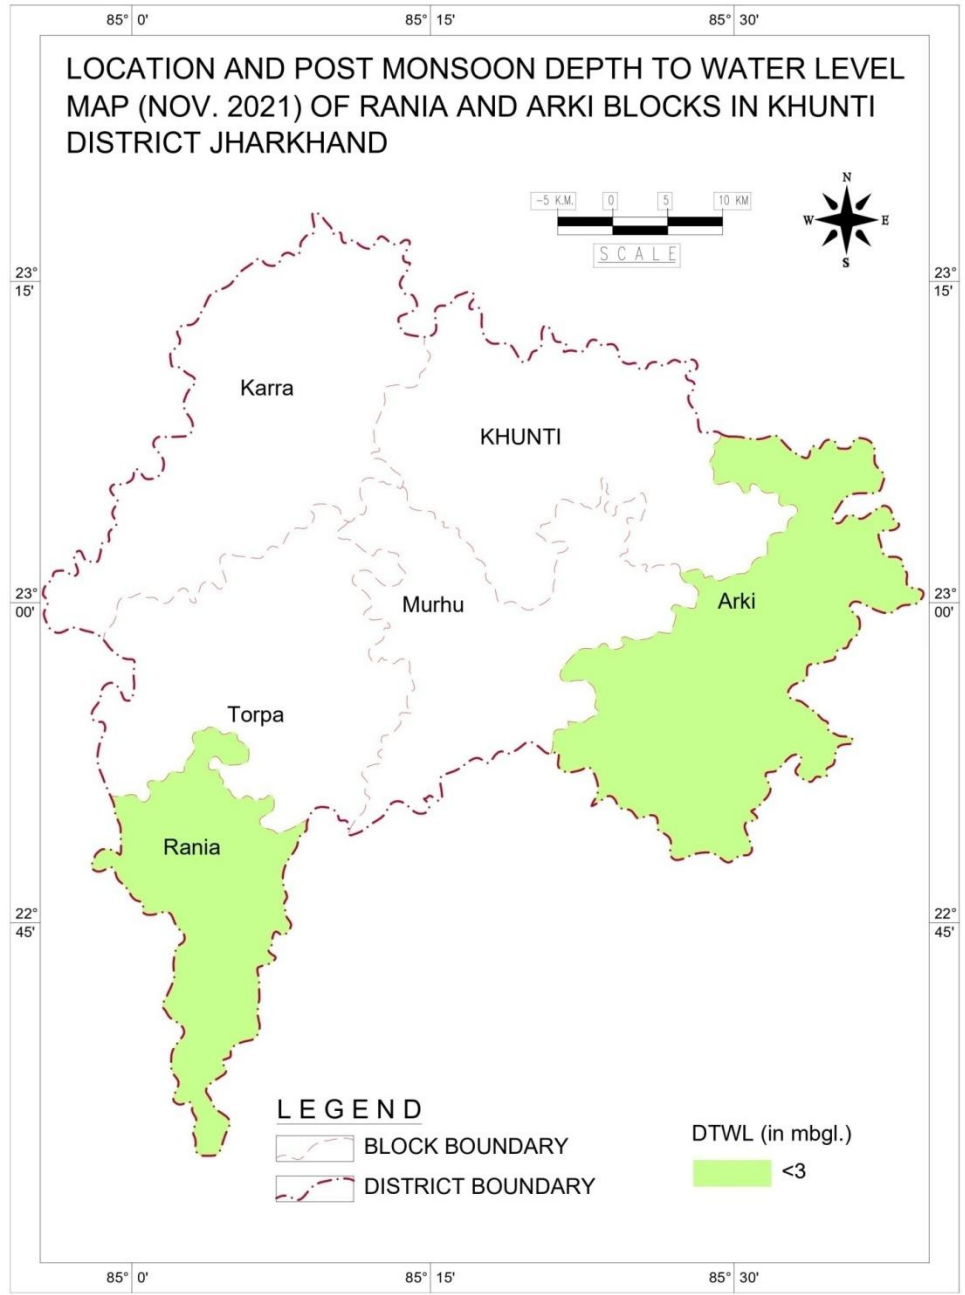 85° 0' 85° 15' 85° 30'
LOCATION AND POST MONSOON DEPTH TO WATER LEVEL
MAP (NOV. 2021) OF RANIA AND ARKI BLOCKS IN KHUNTI
DISTRICT JHARKHAND
-5 K.M. 0 5 10 KM
SCALE
N
W E
S
23° 15' 23° 15'
Karra
KHUNTI
23° 00' 23° 00'
Murhu
Arki
Torpa
Rania
22° 45' 22° 45'
LEGEND
BLOCK BOUNDARY
DISTRICT BOUNDARY
DTWL (in mbgl.)
<3
85° 0' 85° 15' 85° 30'